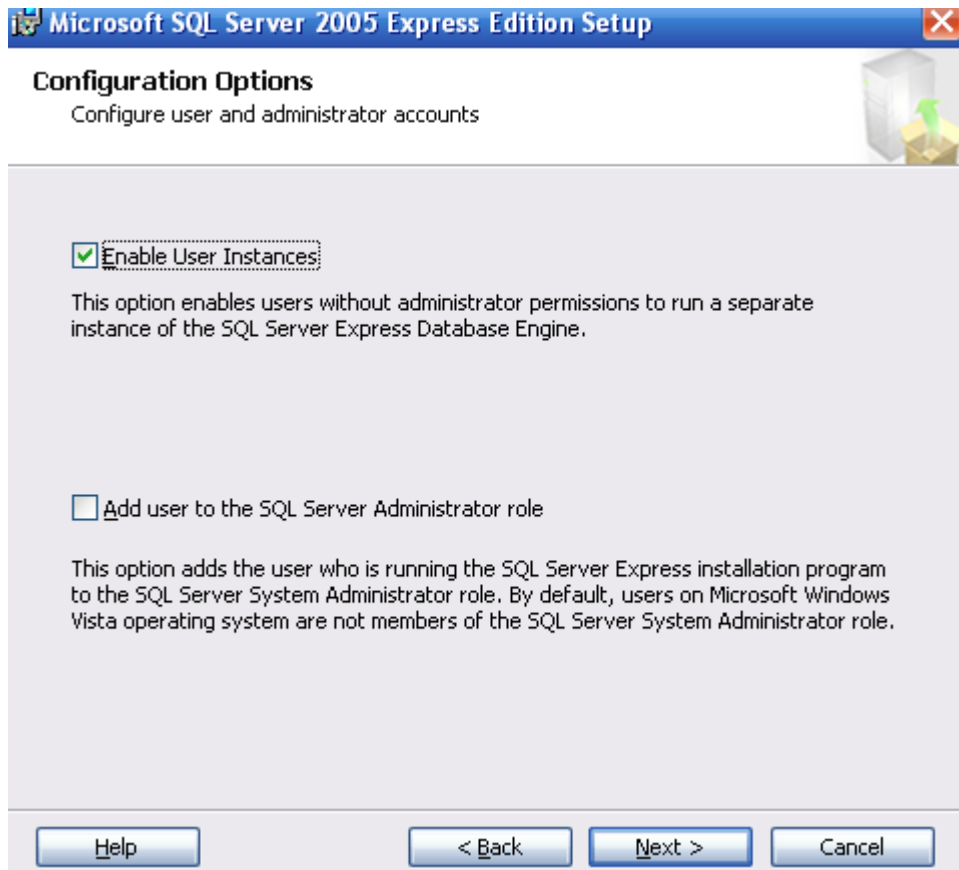 Microsoft SQL Server 2005 Express Edition Setup
Configuration Options
Configure user and administrator accounts
Enable User Instances
This option enables users without administrator permissions to run a separate
instance of the SQL Server Express Database Engine.
Add user to the SQL Server Administrator role
This option adds the user who is running the SQL Server Express installation program
to the SQL Server System Administrator role. By default, users on Microsoft Windows
Vista operating system are not members of the SQL Server System Administrator role.
Help < Back Next > Cancel